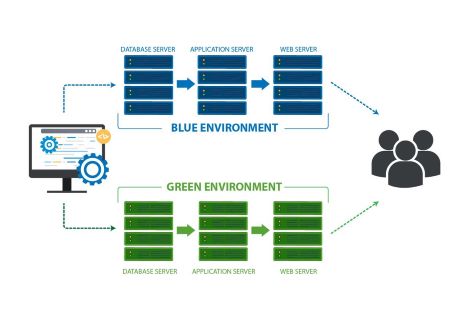 DATABASE SERVER APPLICATION SERVER WEB SERVER
BLUE ENVIRONMENT
GREEN ENVIRONMENT
DATABASE SERVER APPLICATION SERVER WEB SERVER